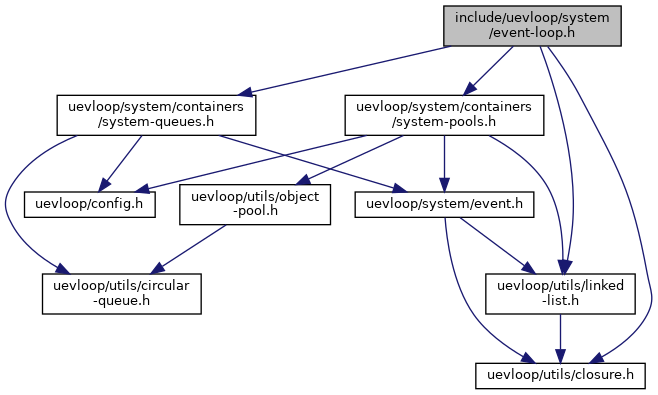 include/uevloop/system
/event-loop.h
uevloop/system/containers
/system-queues.h
uevloop/system/containers
/system-pools.h
uevloop/config.h
uevloop/utils/object
-pool.h
uevloop/system/event.h
uevloop/utils/circular
-queue.h
uevloop/utils/linked
-list.h
uevloop/utils/closure.h